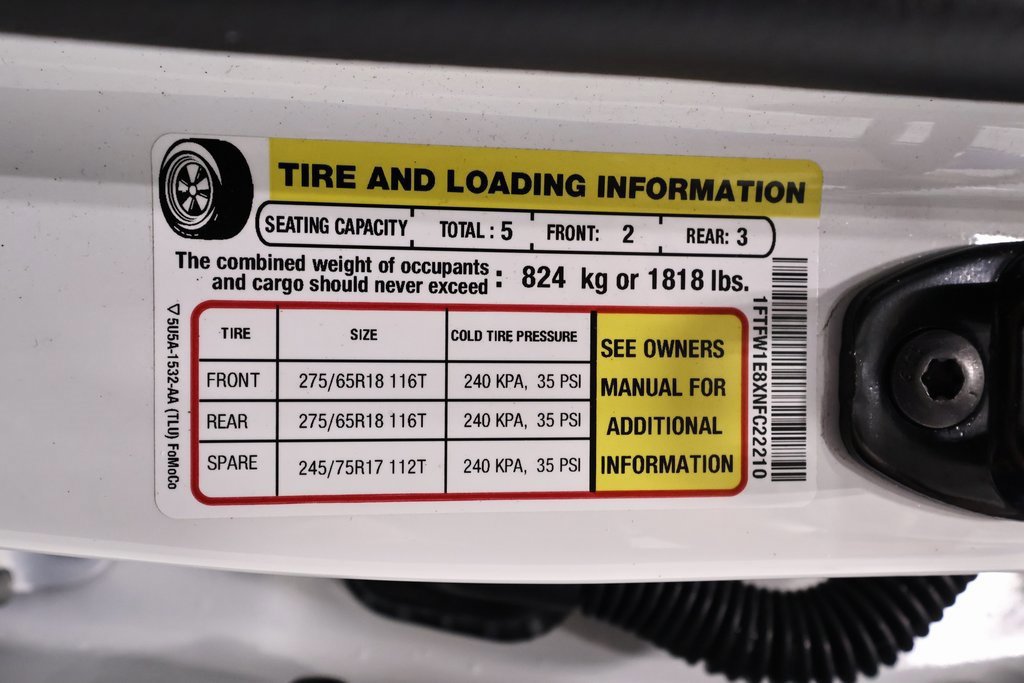 TIRE AND LOADING INFORMATION
SEATING CAPACITY TOTAL : 5 FRONT: 2 REAR: 3
The combined weight of occupants
and cargo should never exceed : 824 kg or 1818 lbs.
TIRE SIZE COLD TIRE PRESSURE
FRONT 275/65R18 116T 240 KPA, 35 PSI
REAR 275/65R18 116T 240 KPA, 35 PSI
SPARE 245/75R17 112T 240 KPA, 35 PSI
SEE OWNERS
MANUAL FOR
ADDITIONAL
INFORMATION
1FTFW1E8XNFC22210
5U5A-1532-AA (TLU) FoMoCo